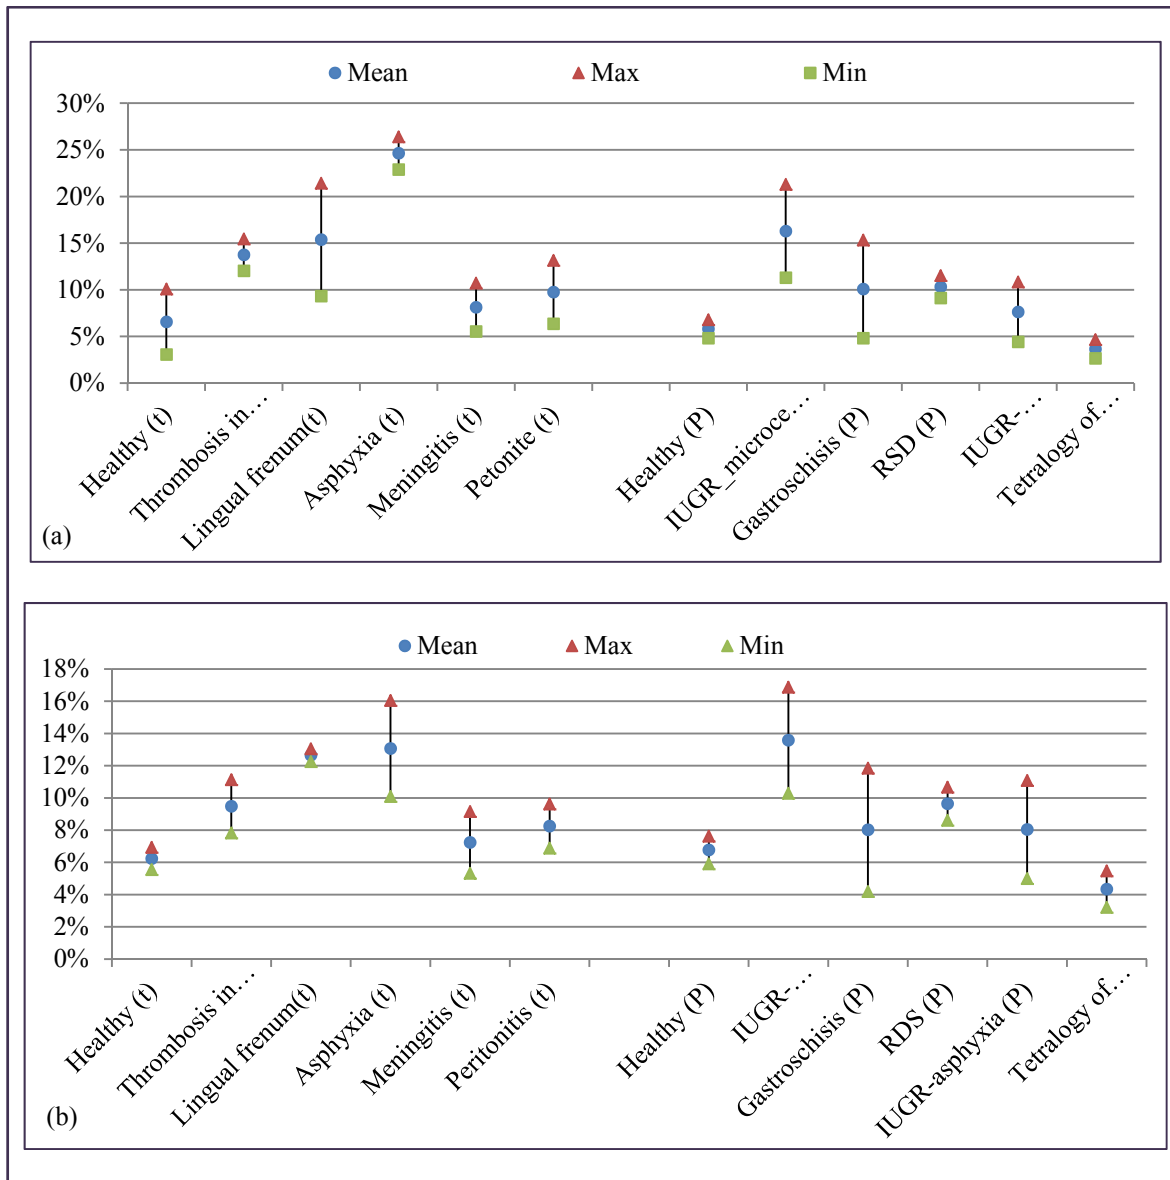 Mean Max Min
30%
25%
20%
15%
10%
5%
0%
Healthy (t)
Thrombosis in…
Lingual frenum(t)
Asphyxia (t)
Meningitis (t)
Petonite (t)
Healthy (P)
IUGR_microce…
Gastroschisis (P)
RSD (P)
IUGR-…
Tetralogy of…
(a)
Mean Max Min
18%
16%
14%
12%
10%
8%
6%
4%
2%
0%
Healthy (t)
Thrombosis in…
Lingual frenum(t)
Asphyxia (t)
Meningitis (t)
Peritonitis (t)
Healthy (P)
IUGR-…
Gastroschisis (P)
RDS (P)
IUGR-asphyxia (P)
Tetralogy of…
(b)